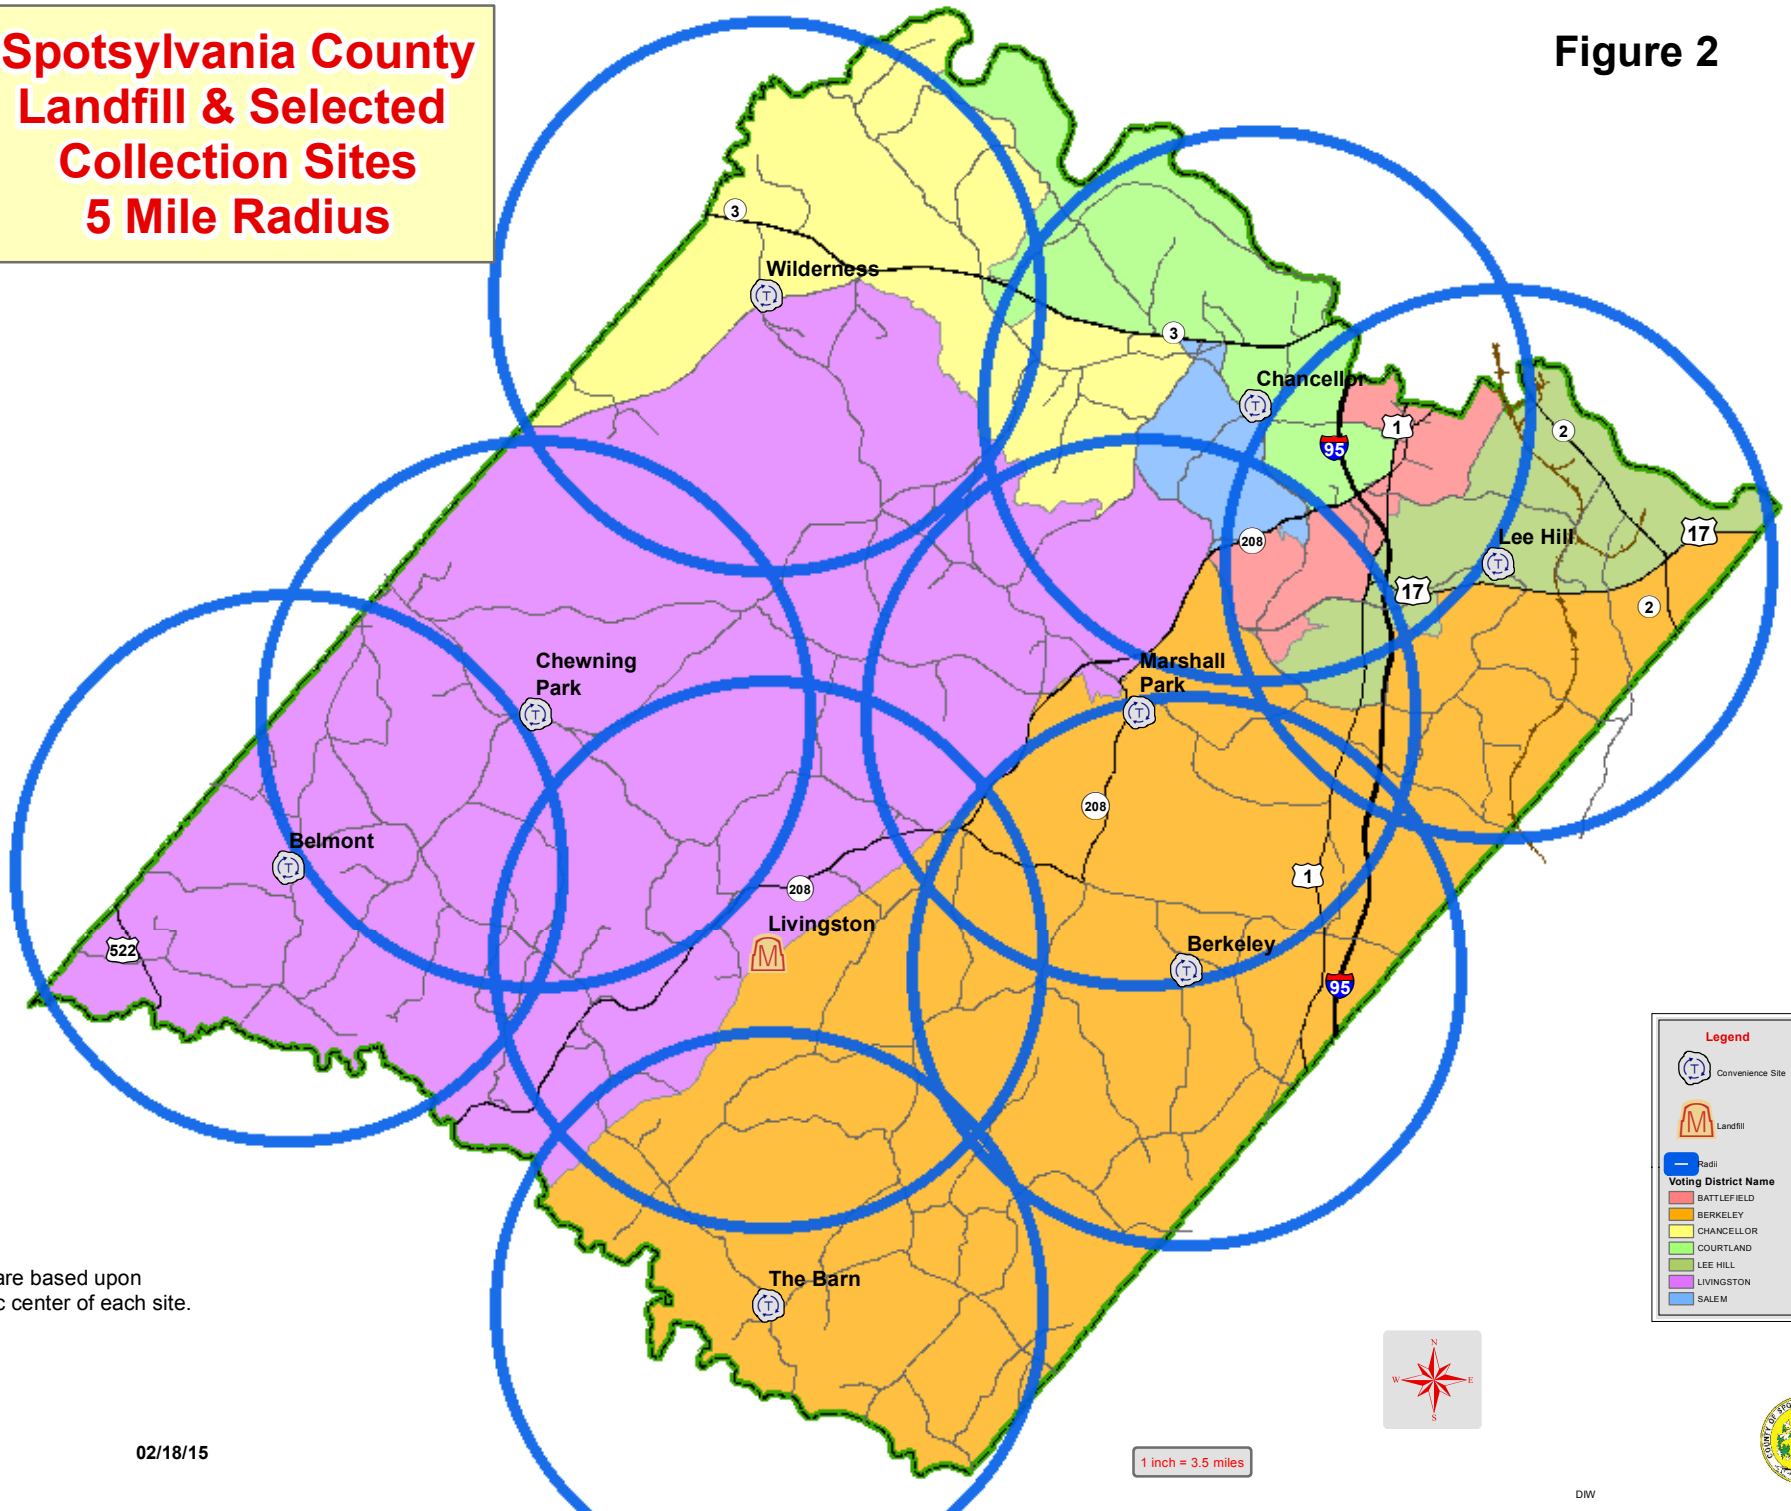 Spotsylvania County
Landfill & Selected
Collection Sites
5 Mile Radius
Figure 2
3
Wilderness
3
Chancellor
1
95
2
208
Lee Hill
17
17
2
Chewning
Park
Marshall
Park
208
Belmont
1
208
Livingston
522
Berkeley
95
Legend
T
Convenience Site
M
Landfill
Radii
Voting District Name
BATTLEFIELD
BERKELEY
CHANCELLOR
COURTLAND
LEE HILL
LIVINGSTON
SALEM
are based upon
c center of each site.
The Barn
N
W E
S
02/18/15
1 inch = 3.5 miles
DIW